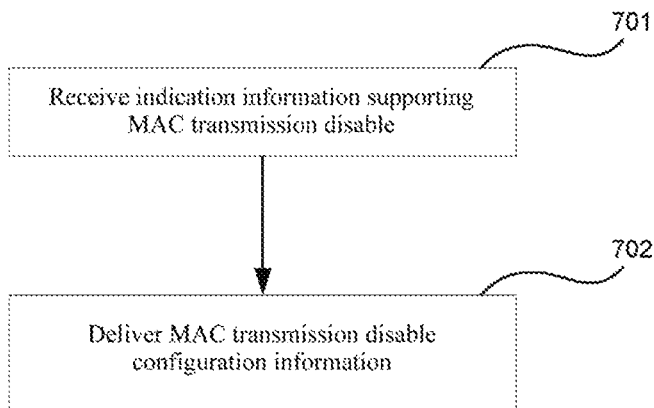 701
Receive indication information supporting
MAC transmission disable
702
Deliver MAC transmission disable
configuration information